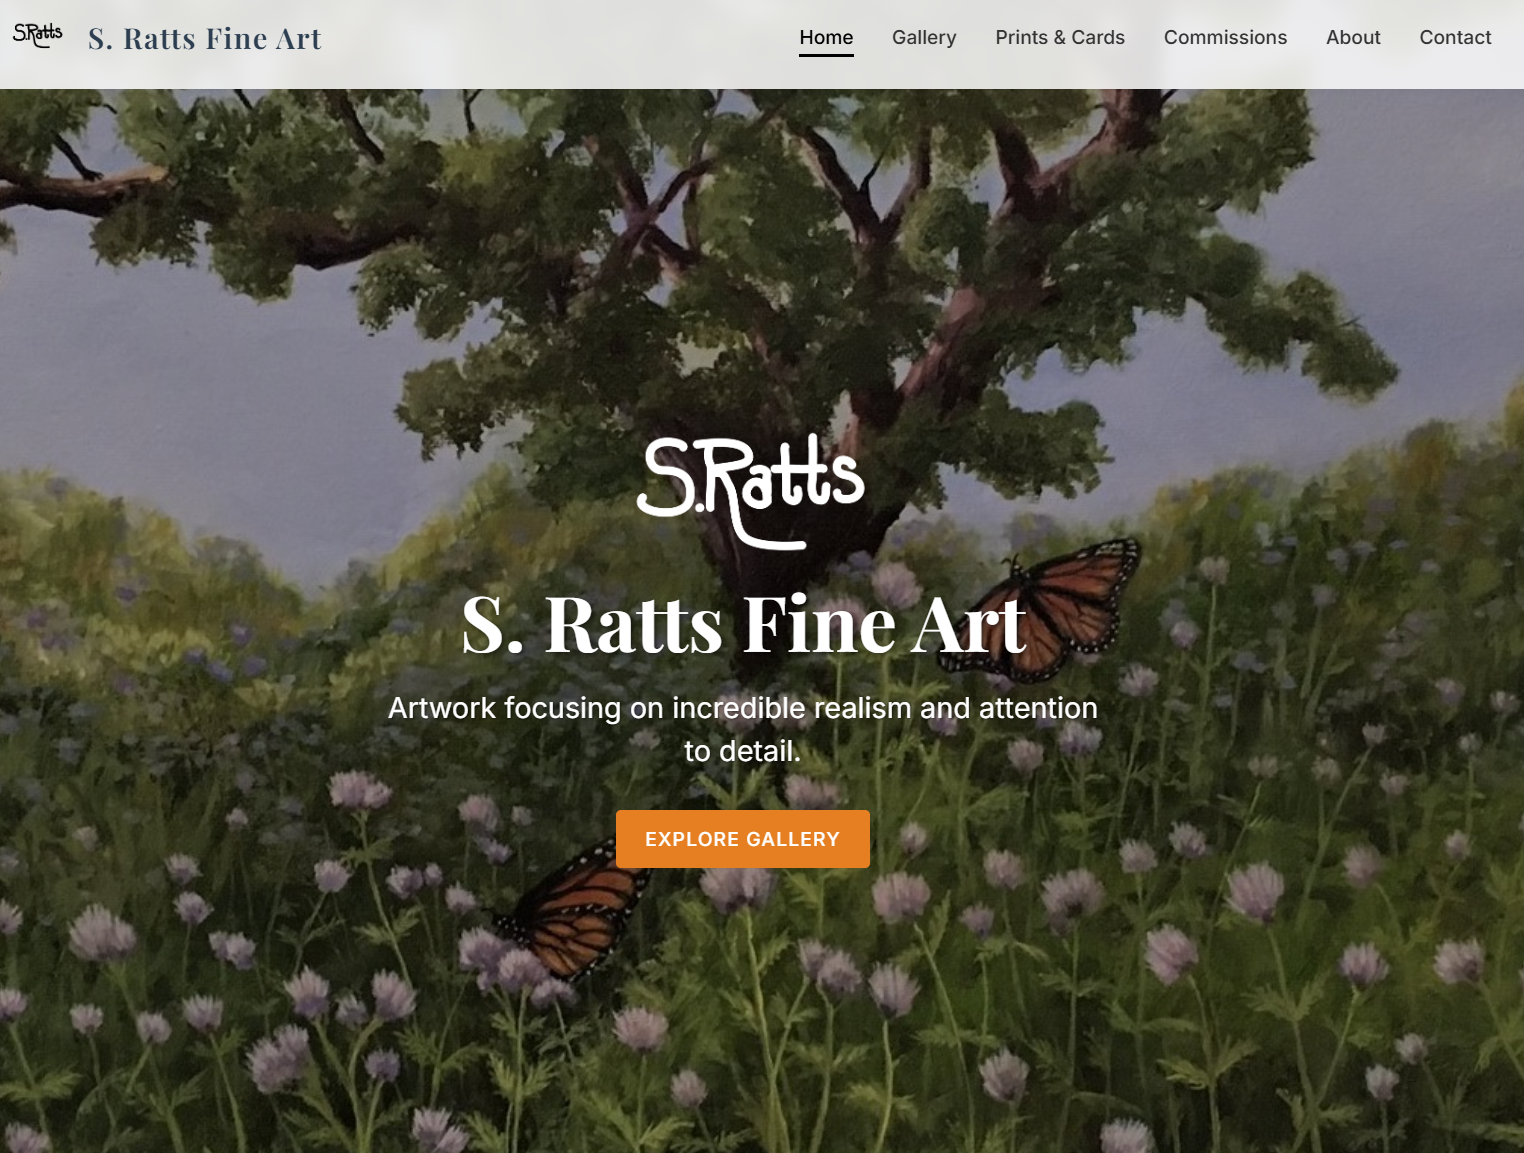 S.Ratts
S. Ratts Fine Art
Home
Gallery
Prints & Cards
Commissions
About
Contact
S.Ratts
S. Ratts Fine Art
Artwork focusing on incredible realism and attention
to detail.
EXPLORE GALLERY